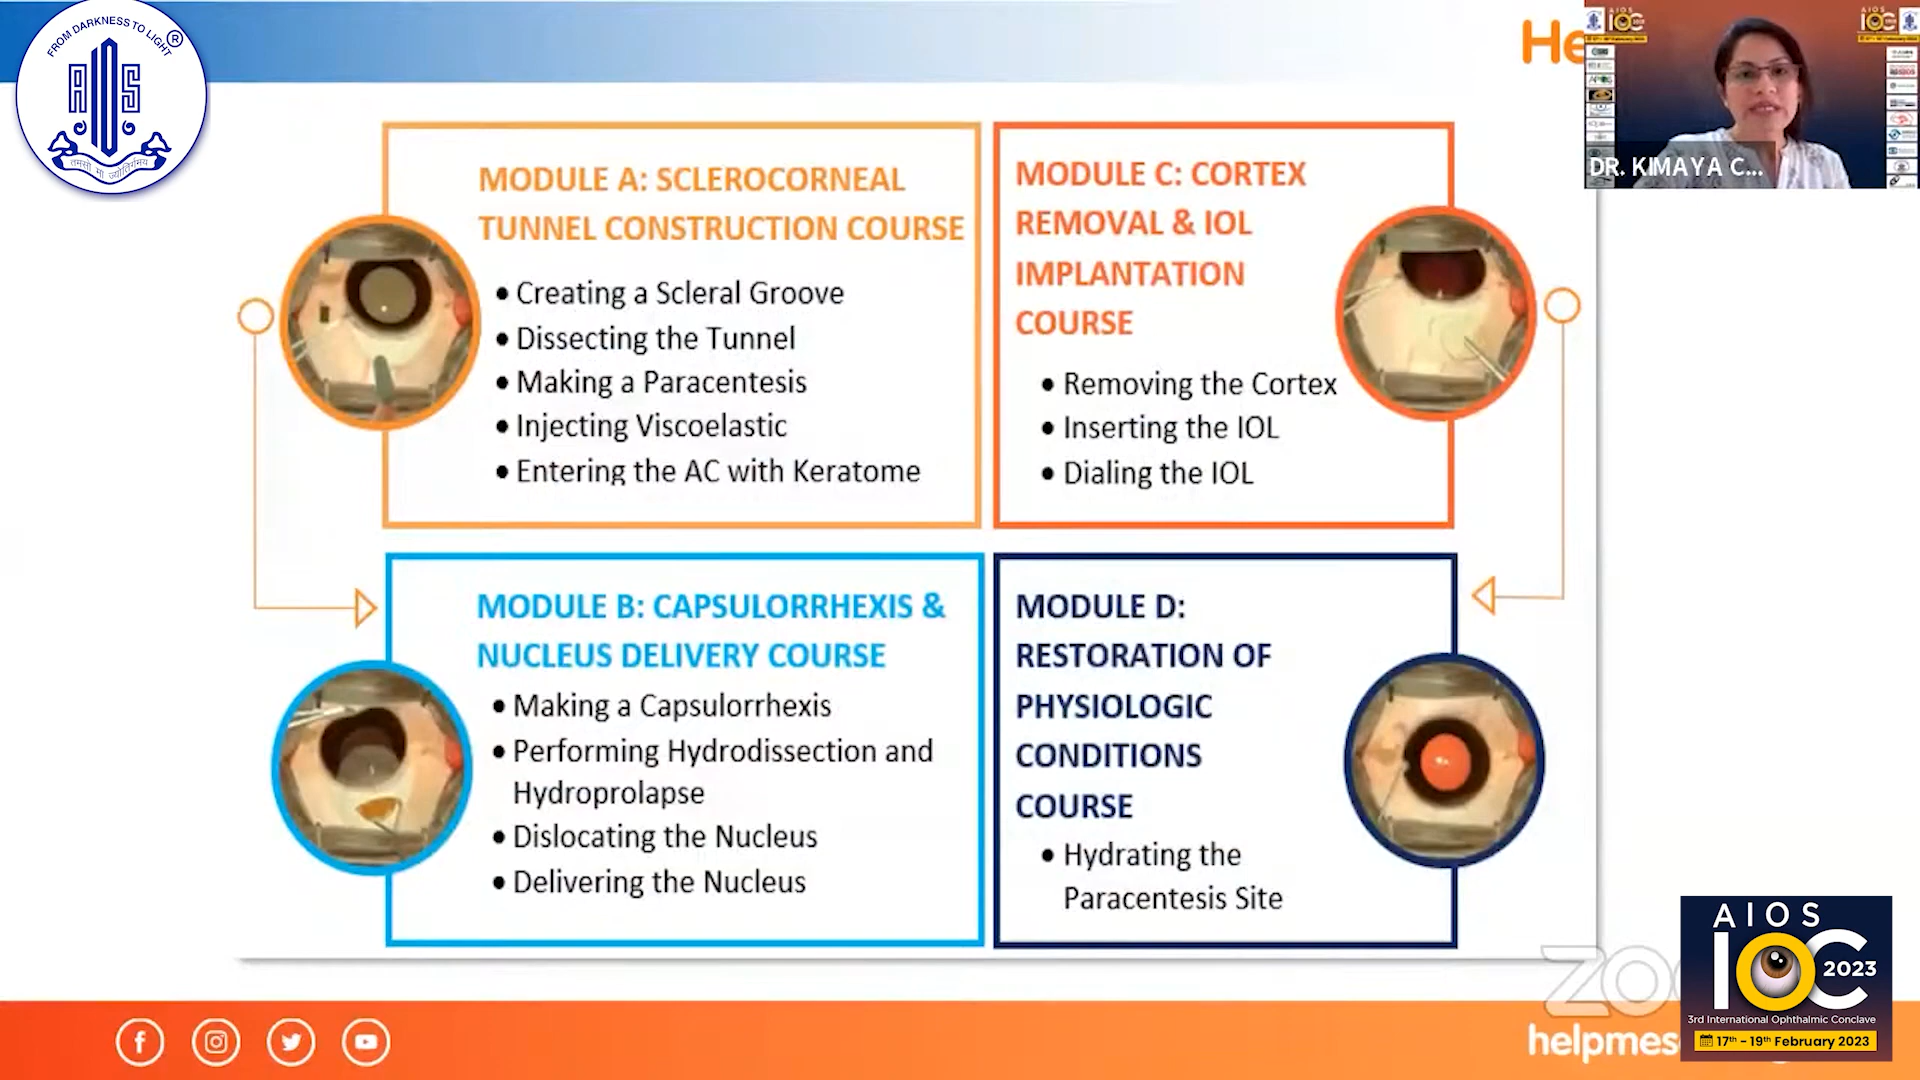 FROM DARKNESS TO LIGHT
®
AIOS
तमसो मा ज्योतिर्गमय
DR. KIMAYA C...
MODULE A: SCLEROCORNEAL
TUNNEL CONSTRUCTION COURSE
• Creating a Scleral Groove
• Dissecting the Tunnel
• Making a Paracentesis
• Injecting Viscoelastic
• Entering the AC with Keratome
MODULE C: CORTEX
REMOVAL & IOL
IMPLANTATION
COURSE
• Removing the Cortex
• Inserting the IOL
• Dialing the IOL
MODULE B: CAPSULORRHEXIS &
NUCLEUS DELIVERY COURSE
• Making a Capsulorrhexis
• Performing Hydrodissection and
Hydroprolapse
• Dislocating the Nucleus
• Delivering the Nucleus
MODULE D:
RESTORATION OF
PHYSIOLOGIC
CONDITIONS
COURSE
• Hydrating the
Paracentesis Site
AIOS
IOC 2023
3rd International Ophthalmic Conclave
17th - 19th February 2023